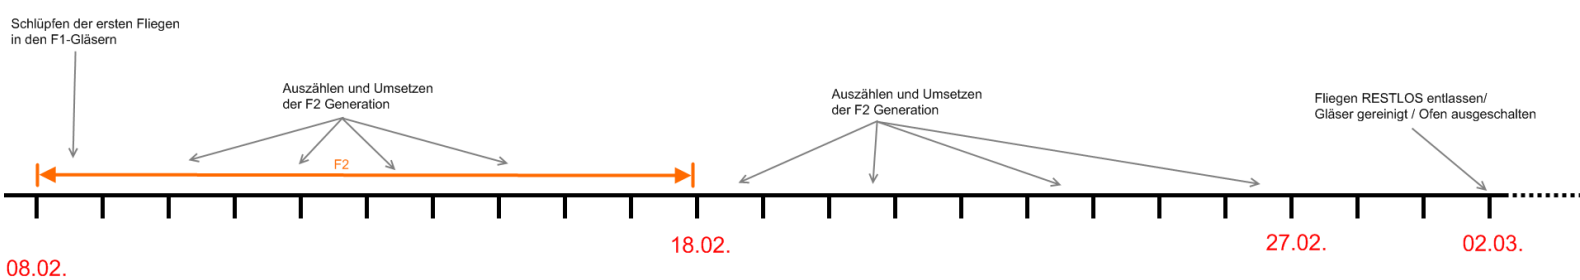 Schlüpfen der ersten Fliegen
in den F1-Gläsern
Auszählen und Umsetzen
der F2 Generation
Auszählen und Umsetzen
der F2 Generation
Fliegen RESTLOS entlassen/
Gläser gereinigt / Ofen ausgeschalten
F2
08.02.
18.02.
27.02.
02.03.